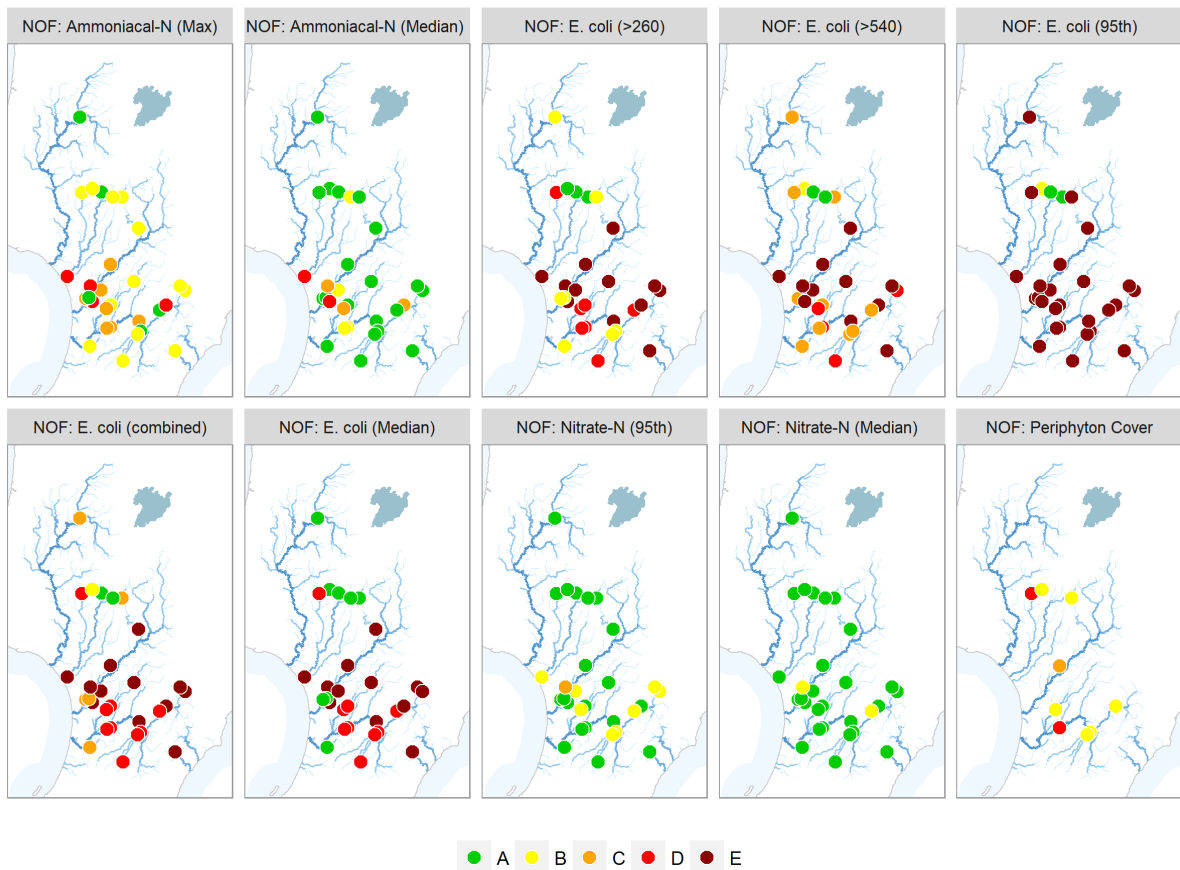 NOF: Ammoniacal-N (Max)
NOF: Ammoniacal-N (Median)
NOF: E. coli (>260)
NOF: E. coli (>540)
NOF: E. coli (95th)
NOF: E. coli (combined)
NOF: E. coli (Median)
NOF: Nitrate-N (95th)
NOF: Nitrate-N (Median)
NOF: Periphyton Cover
A B C D E